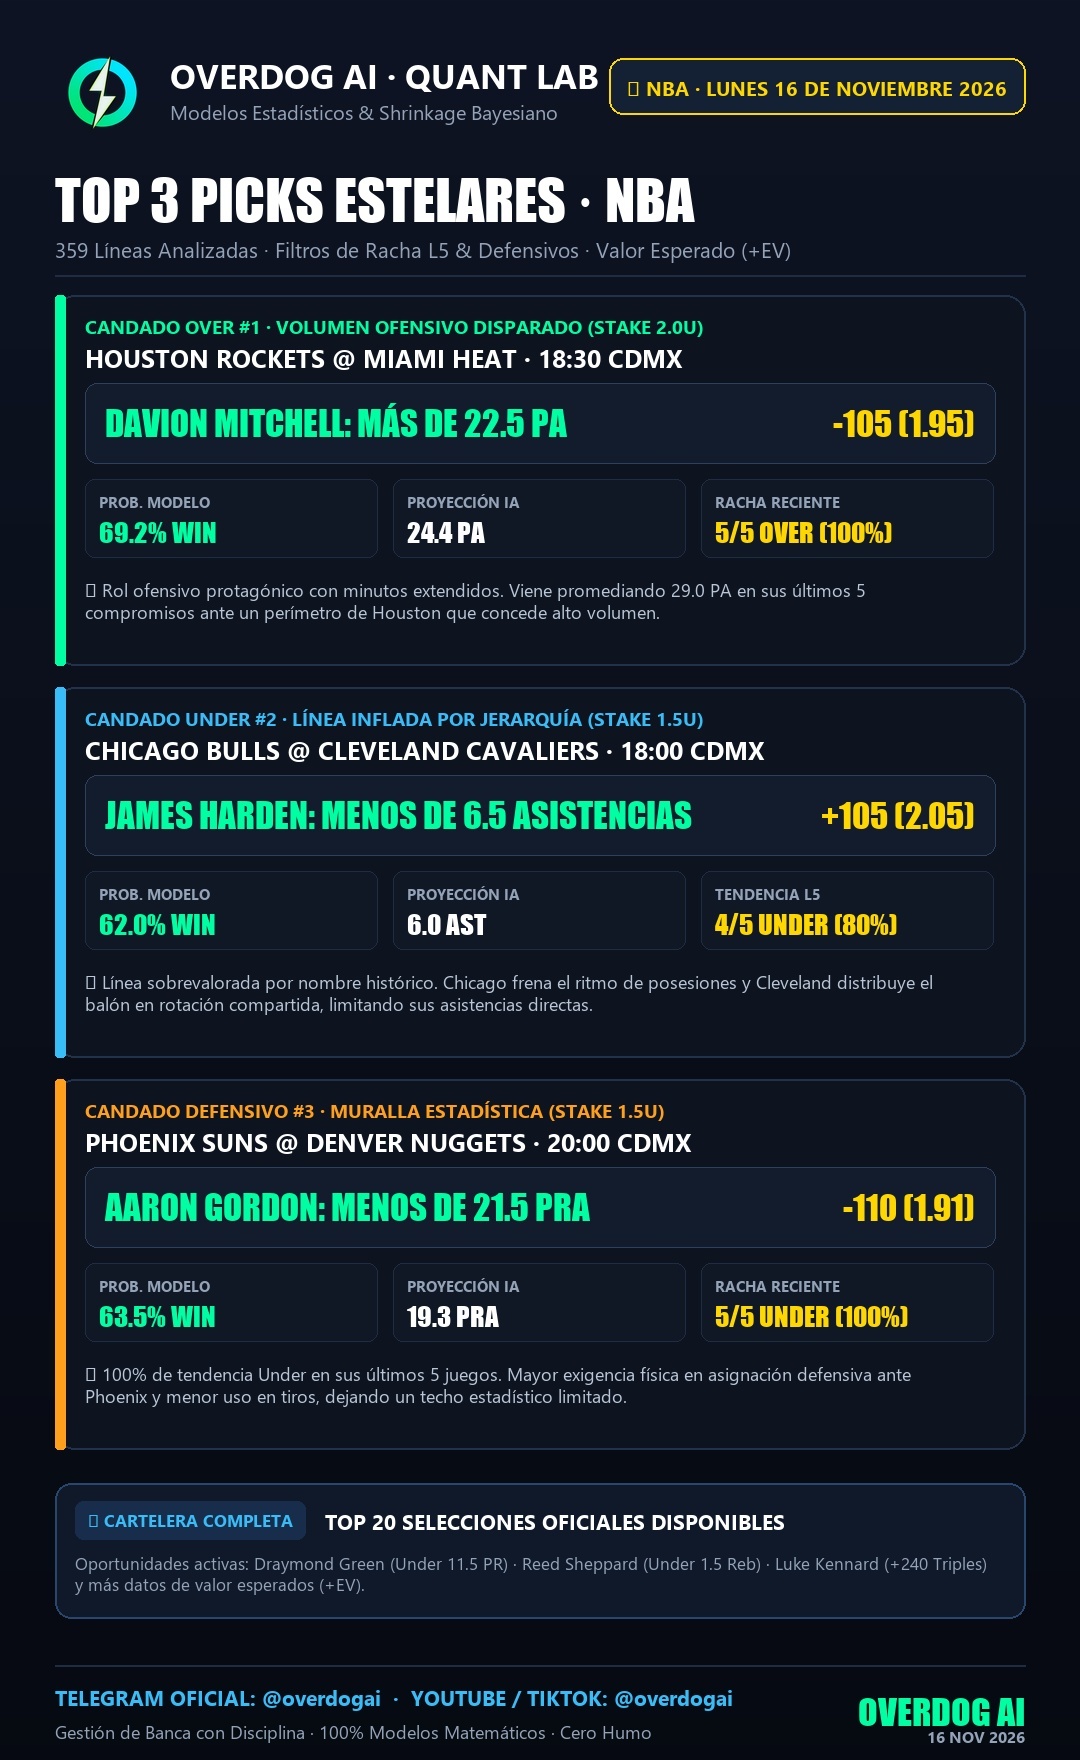 OVERDOG AI · QUANT LAB
Modelos Estadísticos & Shrinkage Bayesiano
NBA · LUNES 16 DE NOVIEMBRE 2026
TOP 3 PICKS ESTELARES · NBA
359 Líneas Analizadas · Filtros de Racha L5 & Defensivos · Valor Esperado (+EV)
CANDADO OVER #1 · VOLUMEN OFENSIVO DISPARADO (STAKE 2.0U)
HOUSTON ROCKETS @ MIAMI HEAT · 18:30 CDMX
DAVION MITCHELL: MÁS DE 22.5 PA
-105 (1.95)
PROB. MODELO
69.2% WIN
PROYECCIÓN IA
24.4 PA
RACHA RECIENTE
5/5 OVER (100%)
Rol ofensivo protagónico con minutos extendidos. Viene promediando 29.0 PA en sus últimos 5
compromisos ante un perímetro de Houston que concede alto volumen.
CANDADO UNDER #2 · LÍNEA INFLADA POR JERARQUÍA (STAKE 1.5U)
CHICAGO BULLS @ CLEVELAND CAVALIERS · 18:00 CDMX
JAMES HARDEN: MENOS DE 6.5 ASISTENCIAS
+105 (2.05)
PROB. MODELO
62.0% WIN
PROYECCIÓN IA
6.0 AST
TENDENCIA L5
4/5 UNDER (80%)
Línea sobrevalorada por nombre histórico. Chicago frena el ritmo de posesiones y Cleveland distribuye el
balón en rotación compartida, limitando sus asistencias directas.
CANDADO DEFENSIVO #3 · MURALLA ESTADÍSTICA (STAKE 1.5U)
PHOENIX SUNS @ DENVER NUGGETS · 20:00 CDMX
AARON GORDON: MENOS DE 21.5 PRA
-110 (1.91)
PROB. MODELO
63.5% WIN
PROYECCIÓN IA
19.3 PRA
RACHA RECIENTE
5/5 UNDER (100%)
100% de tendencia Under en sus últimos 5 juegos. Mayor exigencia física en asignación defensiva ante
Phoenix y menor uso en tiros, dejando un techo estadístico limitado.
CARTELERA COMPLETA
TOP 20 SELECCIONES OFICIALES DISPONIBLES
Oportunidades activas: Draymond Green (Under 11.5 PR) · Reed Sheppard (Under 1.5 Reb) · Luke Kennard (+240 Triples)
y más datos de valor esperados (+EV).
TELEGRAM OFICIAL: @overdogai · YOUTUBE / TIKTOK: @overdogai
Gestión de Banca con Disciplina · 100% Modelos Matemáticos · Cero Humo
OVERDOG AI
16 NOV 2026